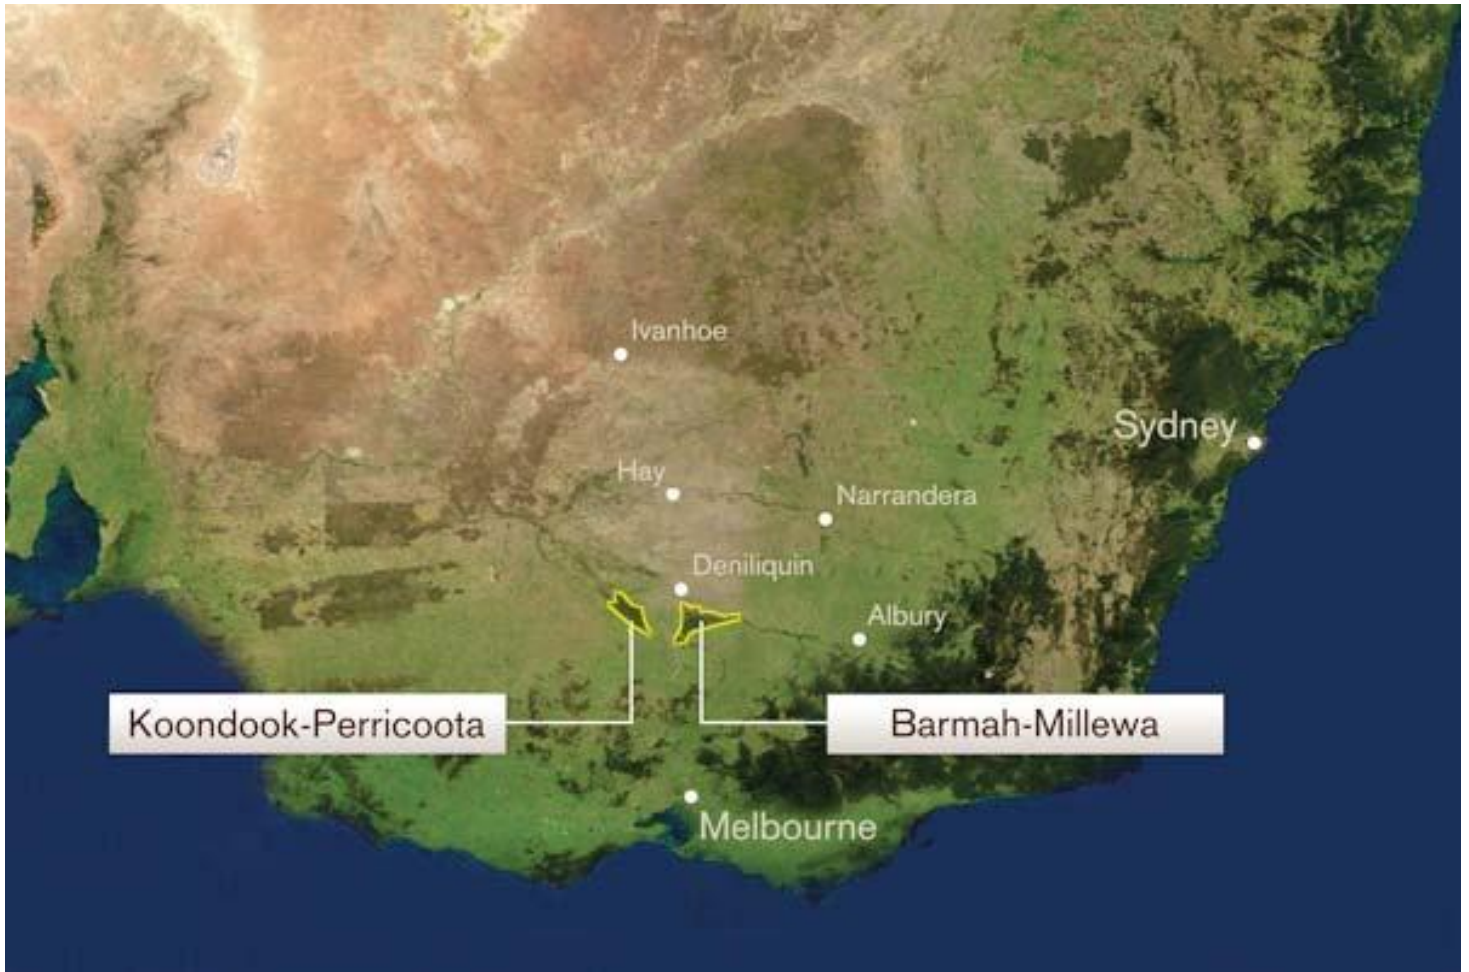 Ivanhoe
Sydney
Hay
Narrandera
Deniliquin
Albury
Koondook-Perricoota
Barmah-Millewa
Melbourne